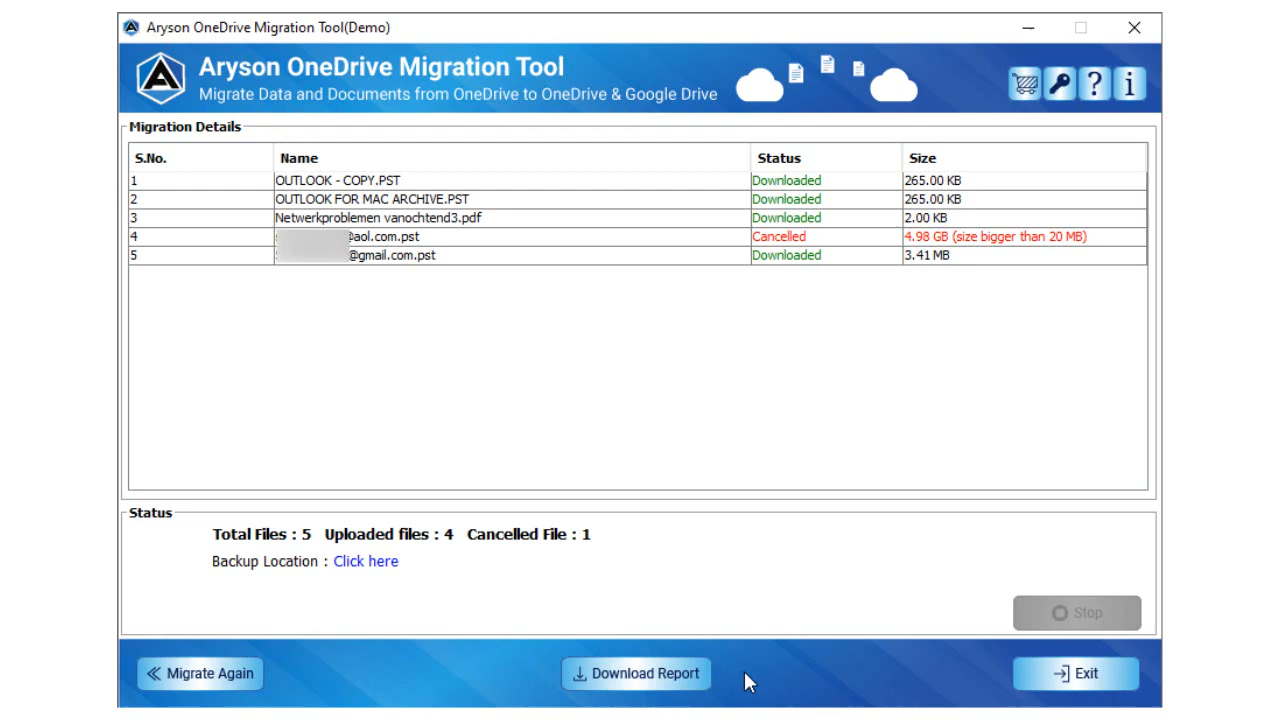 Aryson OneDrive Migration Tool(Demo)
Aryson OneDrive Migration Tool
Migrate Data and Documents from OneDrive to OneDrive & Google Drive
Migration Details
S.No. Name Status Size
1 OUTLOOK - COPY.PST Downloaded 265.00 KB
2 OUTLOOK FOR MAC ARCHIVE.PST Downloaded 265.00 KB
3 Netwerkproblemen vanochtend3.pdf Downloaded 2.00 KB
4 @aol.com.pst Cancelled 4.98 GB (size bigger than 20 MB)
5 @gmail.com.pst Downloaded 3.41 MB
Status
Total Files : 5 Uploaded files : 4 Cancelled File : 1
Backup Location : Click here
Stop
Migrate Again
Download Report
Exit